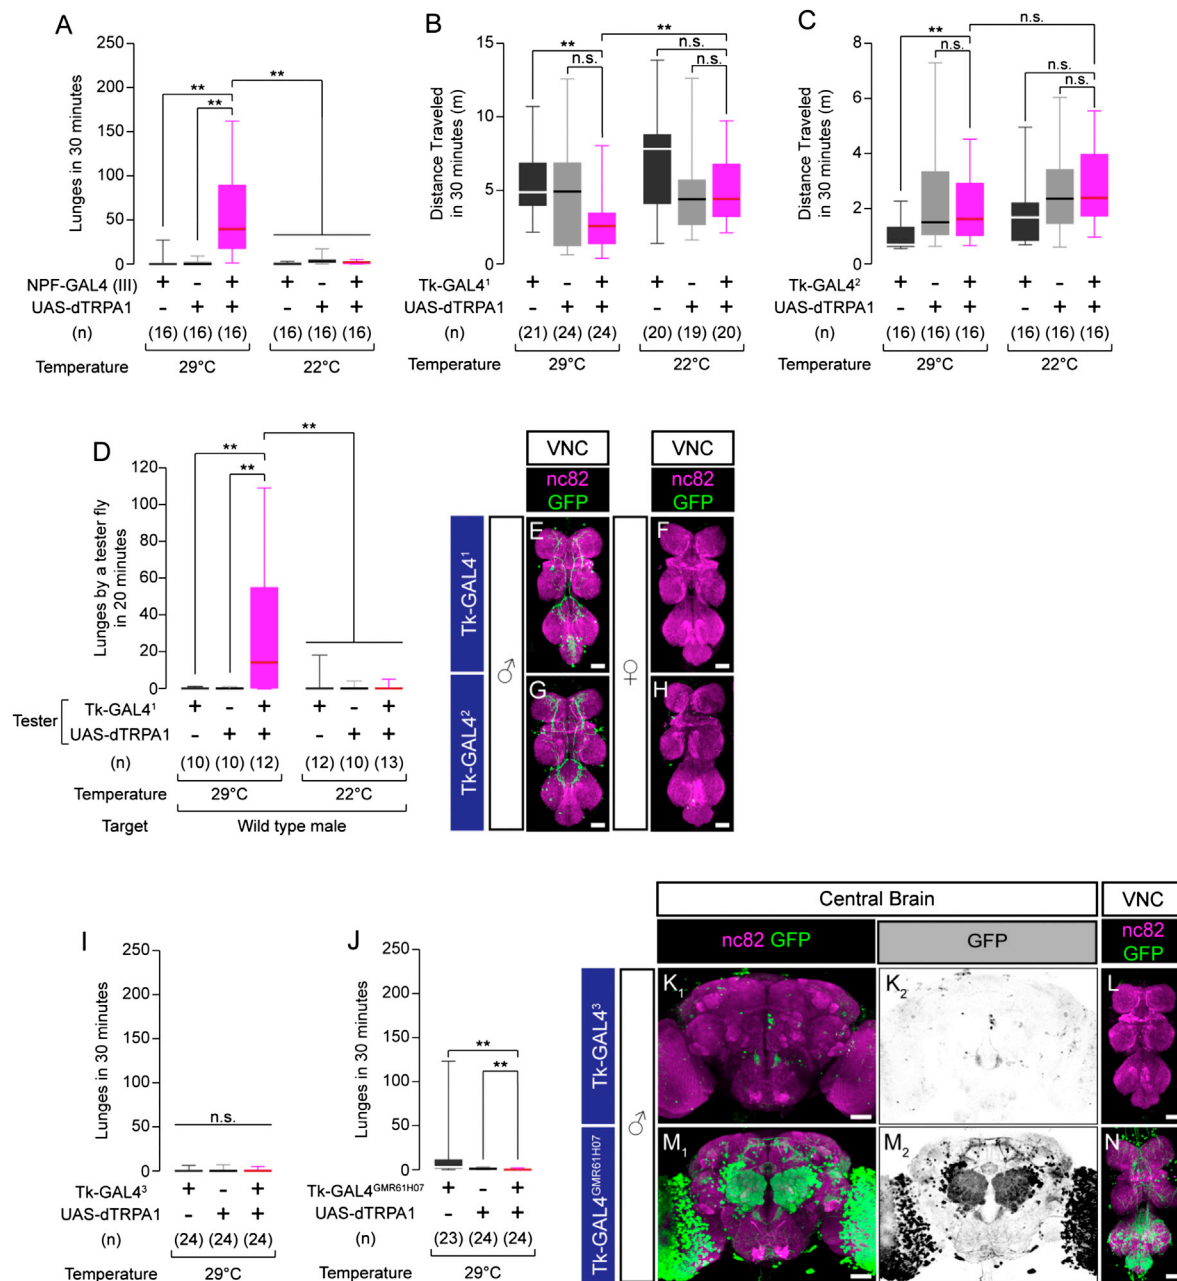 A
Lunges in 30 minutes
250
200
150
100
50
0
**
**
**
NPF-GAL4 (III) + - + + - +
UAS-dTRPA1 - + + - + +
(n) (16) (16) (16) (16) (16) (16)
Temperature 29°C 22°C
B
Distance Traveled
in 30 minutes (m)
15
10
5
0
**
**
n.s.
n.s.
n.s.
Tk-GAL4¹ + - + + - +
UAS-dTRPA1 - + + - + +
(n) (21) (24) (24) (20) (19) (20)
Temperature 29°C 22°C
C
Distance Traveled
in 30 minutes (m)
8
6
4
2
0
n.s.
**
n.s.
n.s.
n.s.
Tk-GAL4² + - + + - +
UAS-dTRPA1 - + + - + +
(n) (16) (16) (16) (16) (16) (16)
Temperature 29°C 22°C
D
Lunges by a tester fly
in 20 minutes
120
100
80
60
40
20
0
**
**
**
Tester
Tk-GAL4¹ + - + + - +
UAS-dTRPA1 - + + - + +
(n) (10) (10) (12) (12) (10) (13)
Temperature 29°C 22°C
Target Wild type male
VNC VNC
nc82 nc82
GFP GFP
Tk-GAL4¹
♂
E
♀
F
Tk-GAL4²
G
H
I
Lunges in 30 minutes
250
200
150
100
50
0
n.s.
Tk-GAL4³ + - +
UAS-dTRPA1 - + +
(n) (24) (24) (24)
Temperature 29°C
J
Lunges in 30 minutes
250
200
150
100
50
0
**
**
Tk-GAL4^GMR61H07 + - +
UAS-dTRPA1 - + +
(n) (23) (24) (24)
Temperature 29°C
Central Brain VNC
nc82 GFP GFP nc82
GFP
Tk-GAL4³
♂
K₁
K₂
L
Tk-GAL4^GMR61H07
M₁
M₂
N